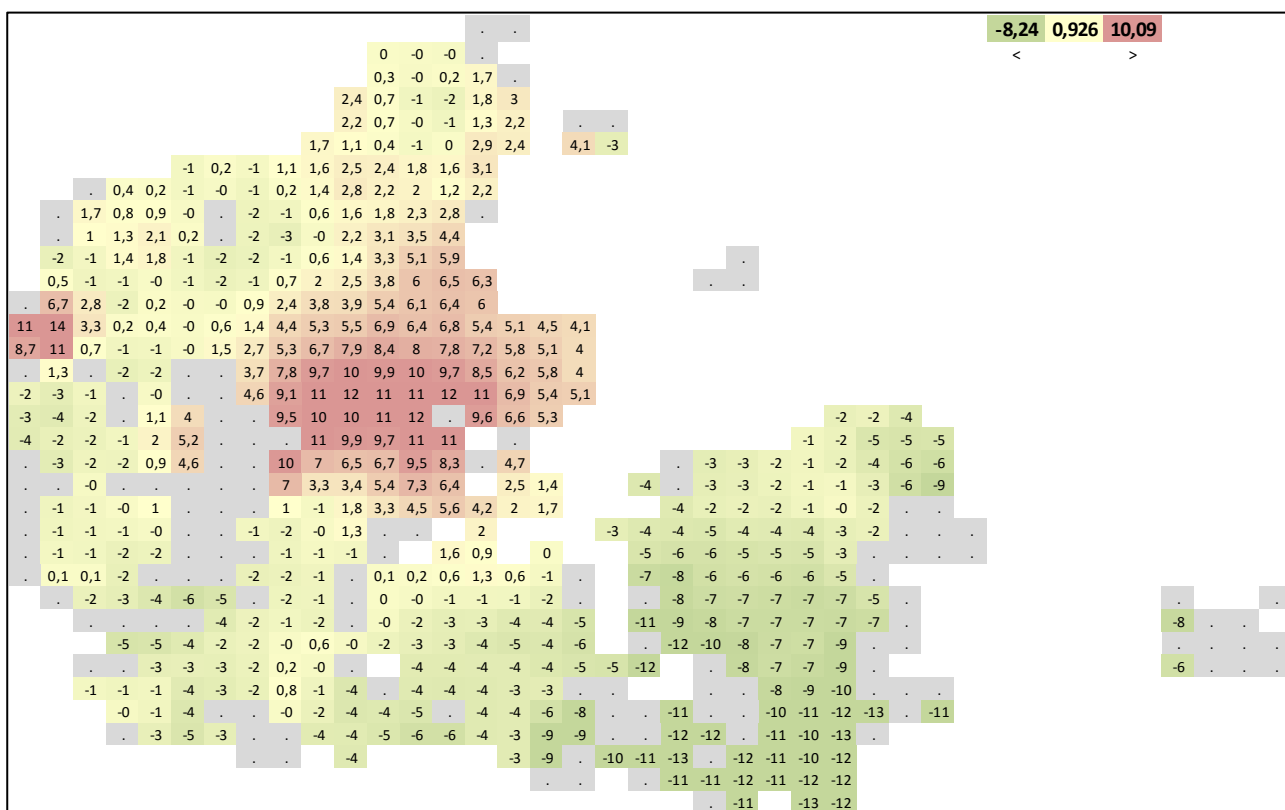 . . -8,24 0,926 10,09
0 -0 -0 . < >
0,3 -0 0,2 1,7 .
2,4 0,7 -1 -2 1,8 3
2,2 0,7 -0 -1 1,3 2,2 . .
1,7 1,1 0,4 -1 0 2,9 2,4 4,1 -3
-1 0,2 -1 1,1 1,6 2,5 2,4 1,8 1,6 3,1
. 0,4 0,2 -1 -0 -1 0,2 1,4 2,8 2,2 2 1,2 2,2
. 1,7 0,8 0,9 -0 . -2 -1 0,6 1,6 1,8 2,3 2,8 .
. 1 1,3 2,1 0,2 . -2 -3 -0 2,2 3,1 3,5 4,4
-2 -1 1,4 1,8 -1 -2 -2 -1 0,6 1,4 3,3 5,1 5,9 .
0,5 -1 -1 -0 -1 -2 -1 0,7 2 2,5 3,8 6 6,5 6,3 . .
. 6,7 2,8 -2 0,2 -0 -0 0,9 2,4 3,8 3,9 5,4 6,1 6,4 6
11 14 3,3 0,2 0,4 -0 0,6 1,4 4,4 5,3 5,5 6,9 6,4 6,8 5,4 5,1 4,5 4,1
8,7 11 0,7 -1 -1 -0 1,5 2,7 5,3 6,7 7,9 8,4 8 7,8 7,2 5,8 5,1 4
. 1,3 . -2 -2 . . 3,7 7,8 9,7 10 9,9 10 9,7 8,5 6,2 5,8 4
-2 -3 -1 . -0 . . 4,6 9,1 11 12 11 11 12 11 6,9 5,4 5,1
-3 -4 -2 . 1,1 4 . . 9,5 10 10 11 12 . 9,6 6,6 5,3 -2 -2 -4
-4 -2 -2 -1 2 5,2 . . . 11 9,9 9,7 11 11 . -1 -2 -5 -5 -5
. -3 -2 -2 0,9 4,6 . . 10 7 6,5 6,7 9,5 8,3 . 4,7 . -3 -3 -2 -1 -2 -4 -6 -6
. . -0 . . . . . 7 3,3 3,4 5,4 7,3 6,4 2,5 1,4 -4 . -3 -3 -2 -1 -1 -3 -6 -9
. -1 -1 -0 1 . . . 1 -1 1,8 3,3 4,5 5,6 4,2 2 1,7 -4 -2 -2 -2 -1 -0 -2 . .
. -1 -1 -1 -0 . . -1 -2 -0 1,3 . . 2 -3 -4 -4 -5 -4 -4 -4 -3 -2 . . .
. -1 -1 -2 -2 . . . -1 -1 -1 . 1,6 0,9 0 -5 -6 -6 -5 -5 -5 -3 . . . .
. 0,1 0,1 -2 . . . -2 -2 -1 . 0,1 0,2 0,6 1,3 0,6 -1 . -7 -8 -6 -6 -6 -6 -5 .
. -2 -3 -4 -6 -5 . -2 -1 . 0 -0 -1 -1 -1 -2 . . -8 -7 -7 -7 -7 -7 -5 . . .
. . . . -4 -2 -1 -2 . -0 -2 -3 -3 -4 -4 -5 -11 -9 -8 -7 -7 -7 -7 -7 . -8 . .
-5 -5 -4 -2 -2 -0 0,6 -0 -2 -3 -3 -4 -5 -4 -6 . -12 -10 -8 -7 -7 -9 . . . . . .
. . -3 -3 -3 -2 0,2 -0 . -4 -4 -4 -4 -4 -5 -5 -12 . -8 -7 -7 -9 . -6 . . .
-1 -1 -1 -4 -3 -2 0,8 -1 -4 . -4 -4 -4 -3 -3 . . . . -8 -9 -10 . . .
-0 -1 -4 . . -0 -2 -4 -4 -5 . -4 -4 -6 -8 . . -11 . . -10 -11 -12 -13 . -11
. -3 -5 -3 . . -4 -4 -5 -6 -6 -4 -3 -9 -9 . . -12 -12 . -11 -10 -13 .
. . -4 -3 -9 . -10 -11 -13 . -12 -11 -10 -12
. . . -11 -11 -12 -11 -12 -12
. -11 -13 -12